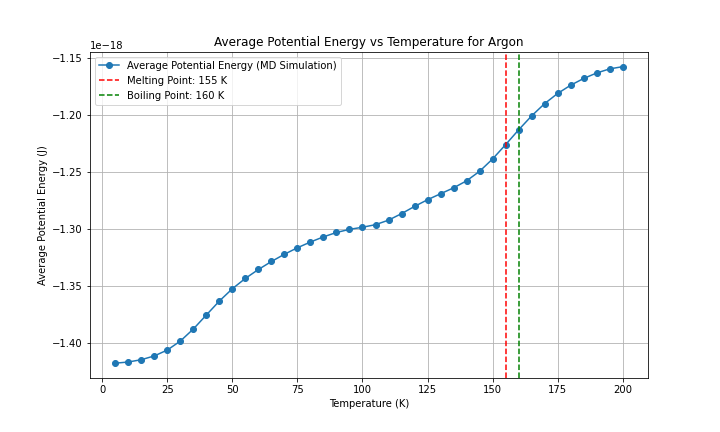 Average Potential Energy vs Temperature for Argon
1e−18
Average Potential Energy (MD Simulation)
Melting Point: 155 K
Boiling Point: 160 K
−1.15
−1.20
−1.25
−1.30
−1.35
−1.40
Average Potential Energy (J)
0 25 50 75 100 125 150 175 200
Temperature (K)